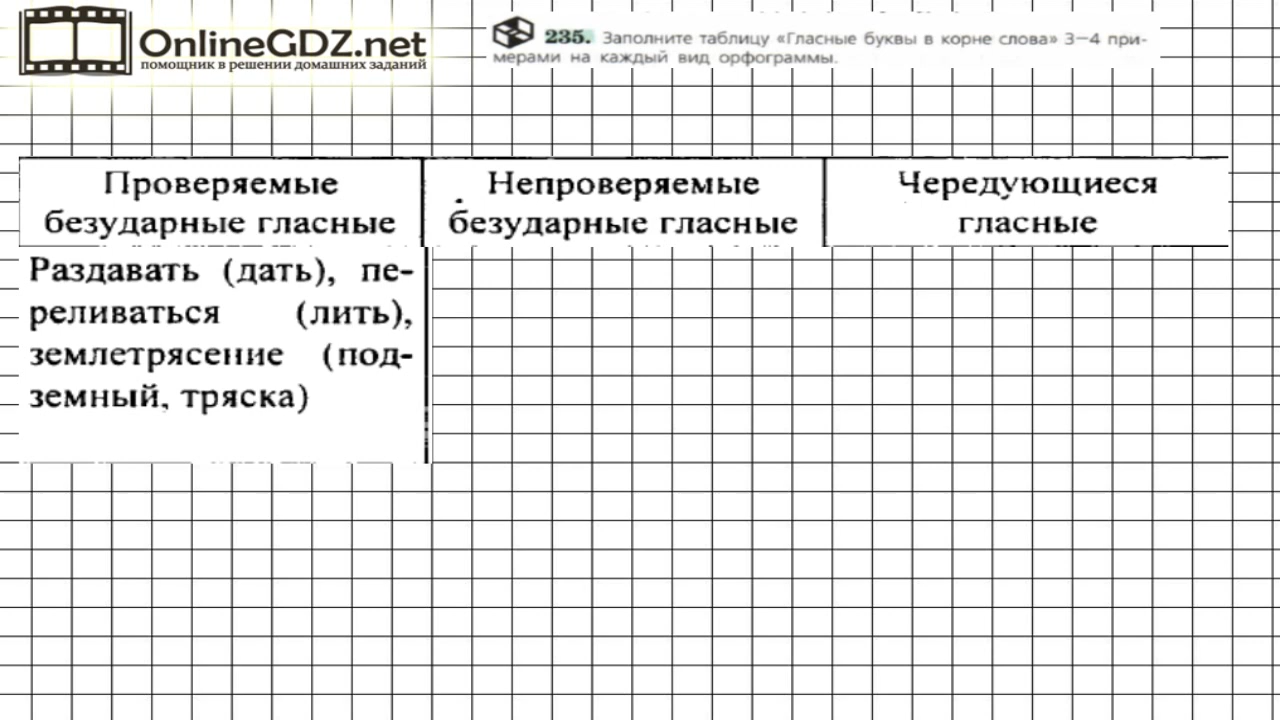 OnlineGDZ.net
помощник в решении домашних заданий
235. Заполните таблицу «Гласные буквы в корне слова» 3—4 при-
мерами на каждый вид орфограммы.
Проверяемые
безударные гласные
Непроверяемые
безударные гласные
Чередующиеся
гласные
Раздавать (дать), пе-
реливаться (лить),
землетрясение (под-
земный, тряска)